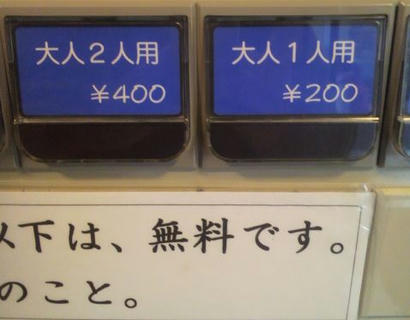 大人２人用
￥400
大人１人用
￥200
以下は、無料です。
のこと。